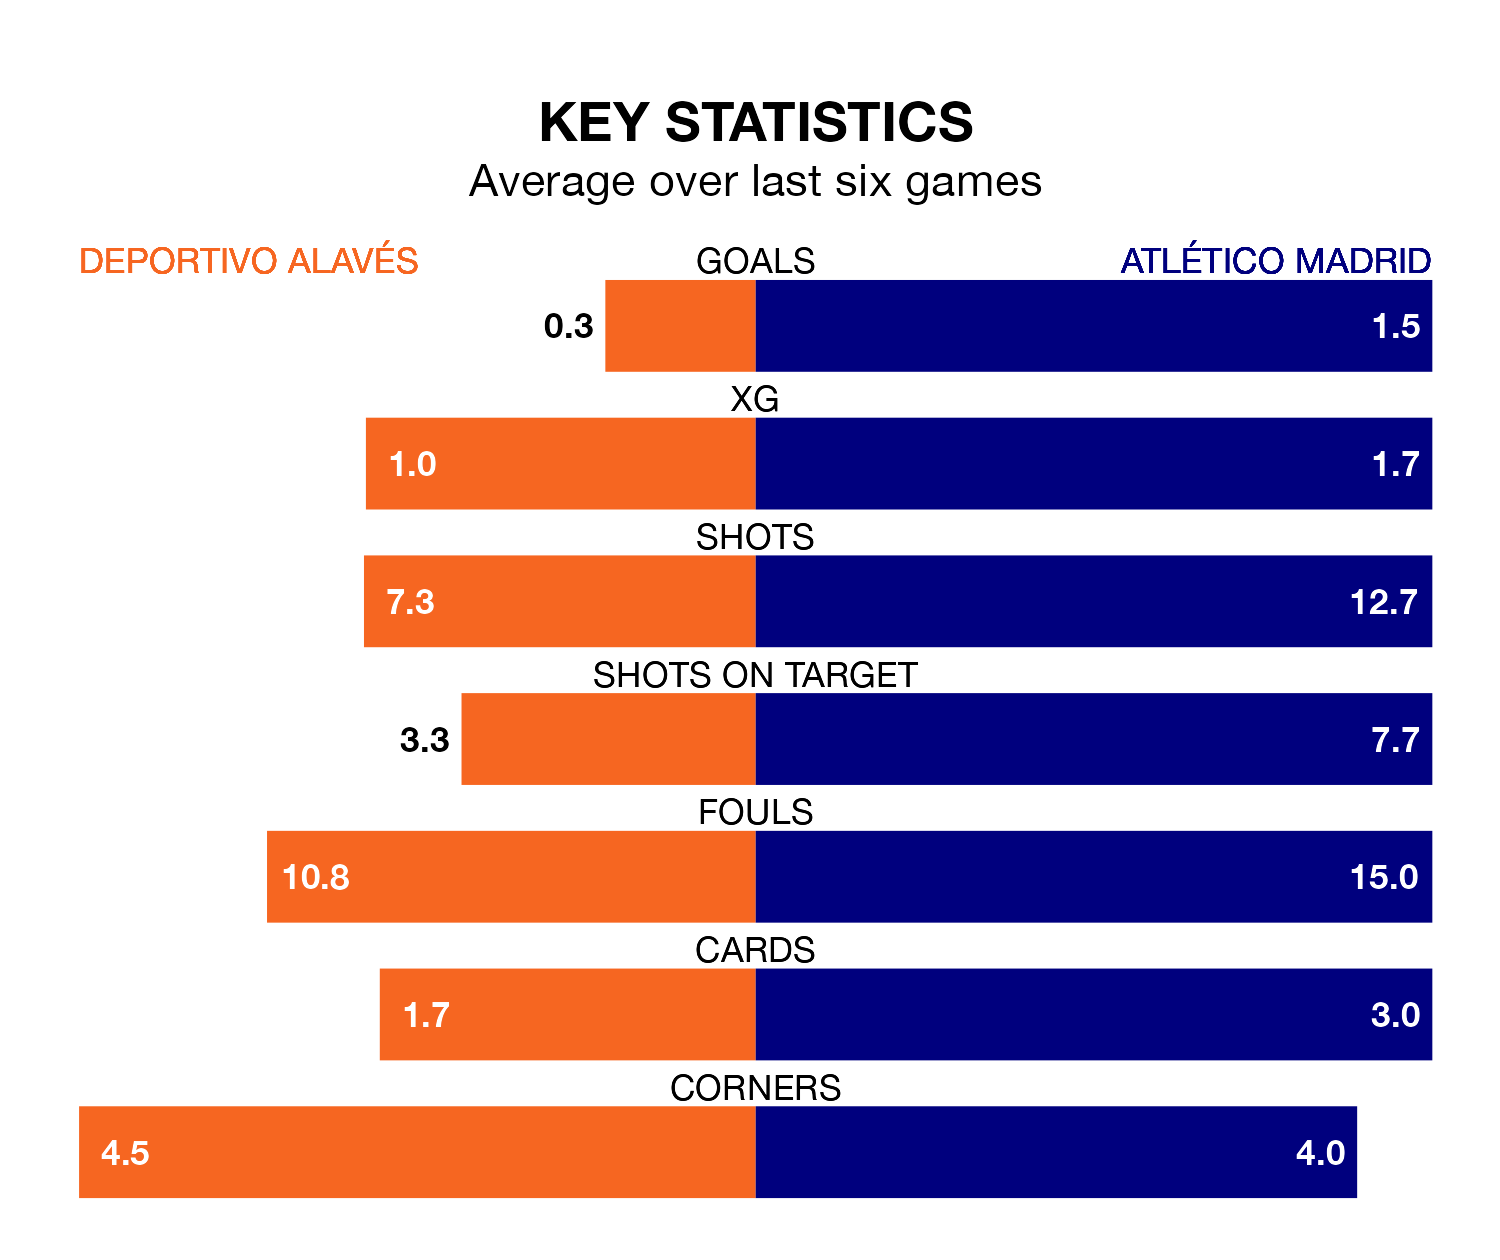 KEY STATISTICS
Average over last six games
DEPORTIVO ALAVÉS GOALS ATLÉTICO MADRID
0.3 1.5
XG
1.0 1.7
SHOTS
7.3 12.7
SHOTS ON TARGET
3.3 7.7
FOULS
10.8 15.0
CARDS
1.7 3.0
CORNERS
4.5 4.0